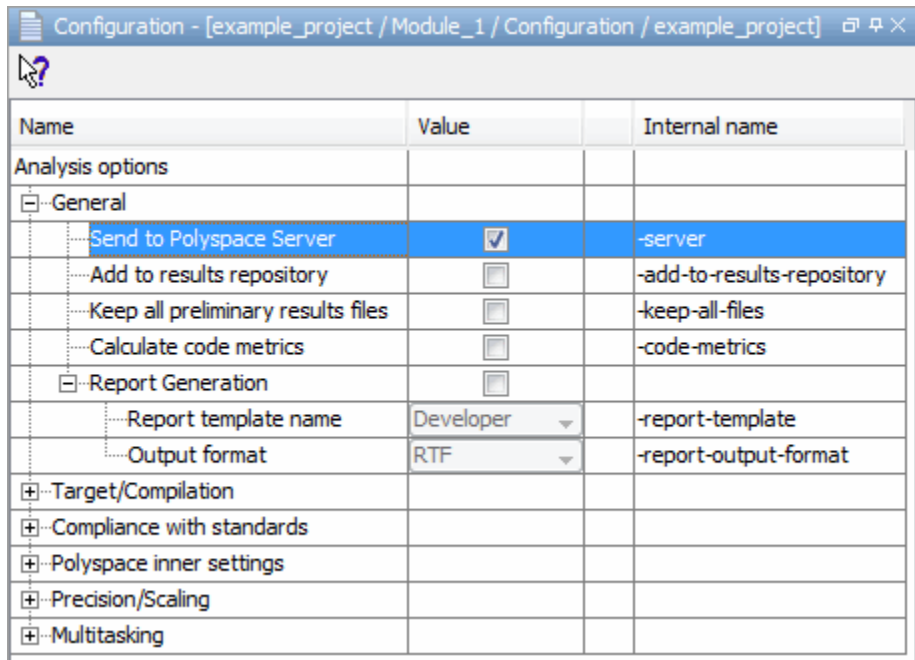 Configuration - [example_project / Module_1 / Configuration / example_project]
Name Value Internal name
Analysis options
General
Send to Polyspace Server -server
Add to results repository -add-to-results-repository
Keep all preliminary results files -keep-all-files
Calculate code metrics -code-metrics
Report Generation
Report template name Developer -report-template
Output format RTF -report-output-format
Target/Compilation
Compliance with standards
Polyspace inner settings
Precision/Scaling
Multitasking